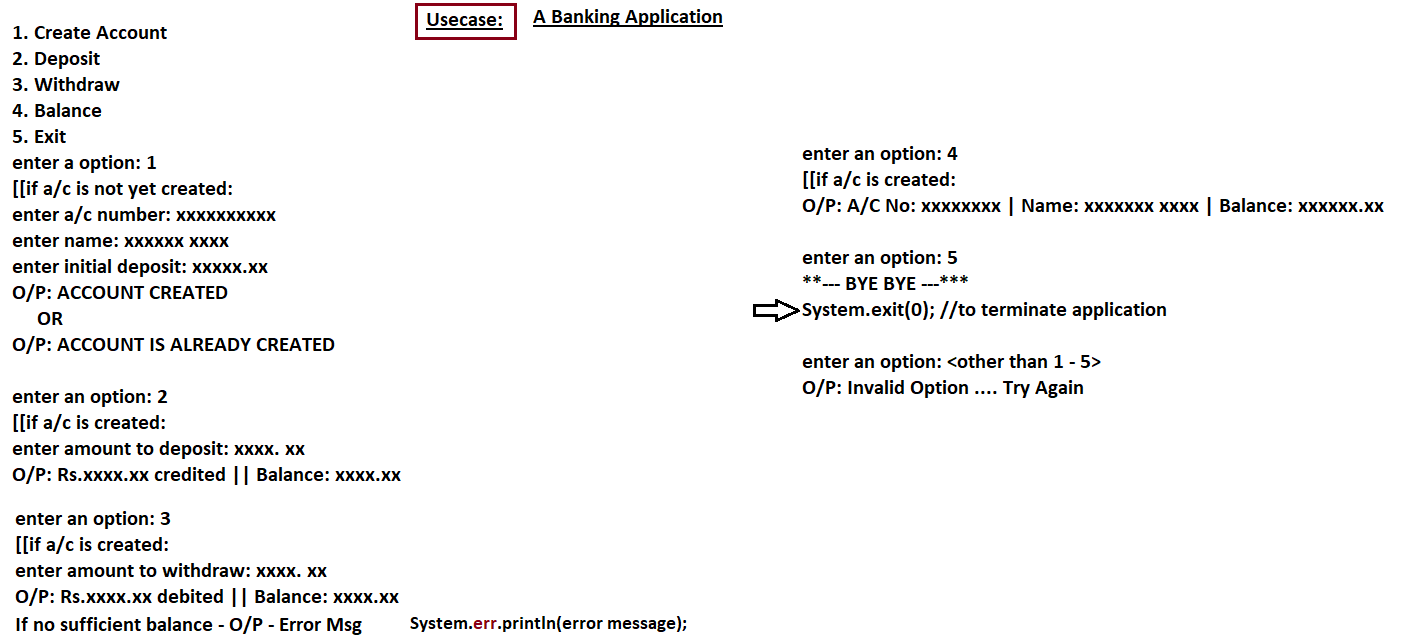 Usecase: A Banking Application
1. Create Account
2. Deposit
3. Withdraw
4. Balance
5. Exit
enter a option: 1
[[if a/c is not yet created:
enter a/c number: xxxxxxxxxx
enter name: xxxxxx xxxx
enter initial deposit: xxxxx.xx
O/P: ACCOUNT CREATED
OR
O/P: ACCOUNT IS ALREADY CREATED
enter an option: 2
[[if a/c is created:
enter amount to deposit: xxxx. xx
O/P: Rs.xxxx.xx credited || Balance: xxxx.xx
enter an option: 3
[[if a/c is created:
enter amount to withdraw: xxxx. xx
O/P: Rs.xxxx.xx debited || Balance: xxxx.xx
If no sufficient balance - O/P - Error Msg System.err.println(error message);
enter an option: 4
[[if a/c is created:
O/P: A/C No: xxxxxxxx | Name: xxxxxxx xxxx | Balance: xxxxxx.xx
enter an option: 5
**--- BYE BYE ---***
System.exit(0); //to terminate application
enter an option: <other than 1 - 5>
O/P: Invalid Option .... Try Again